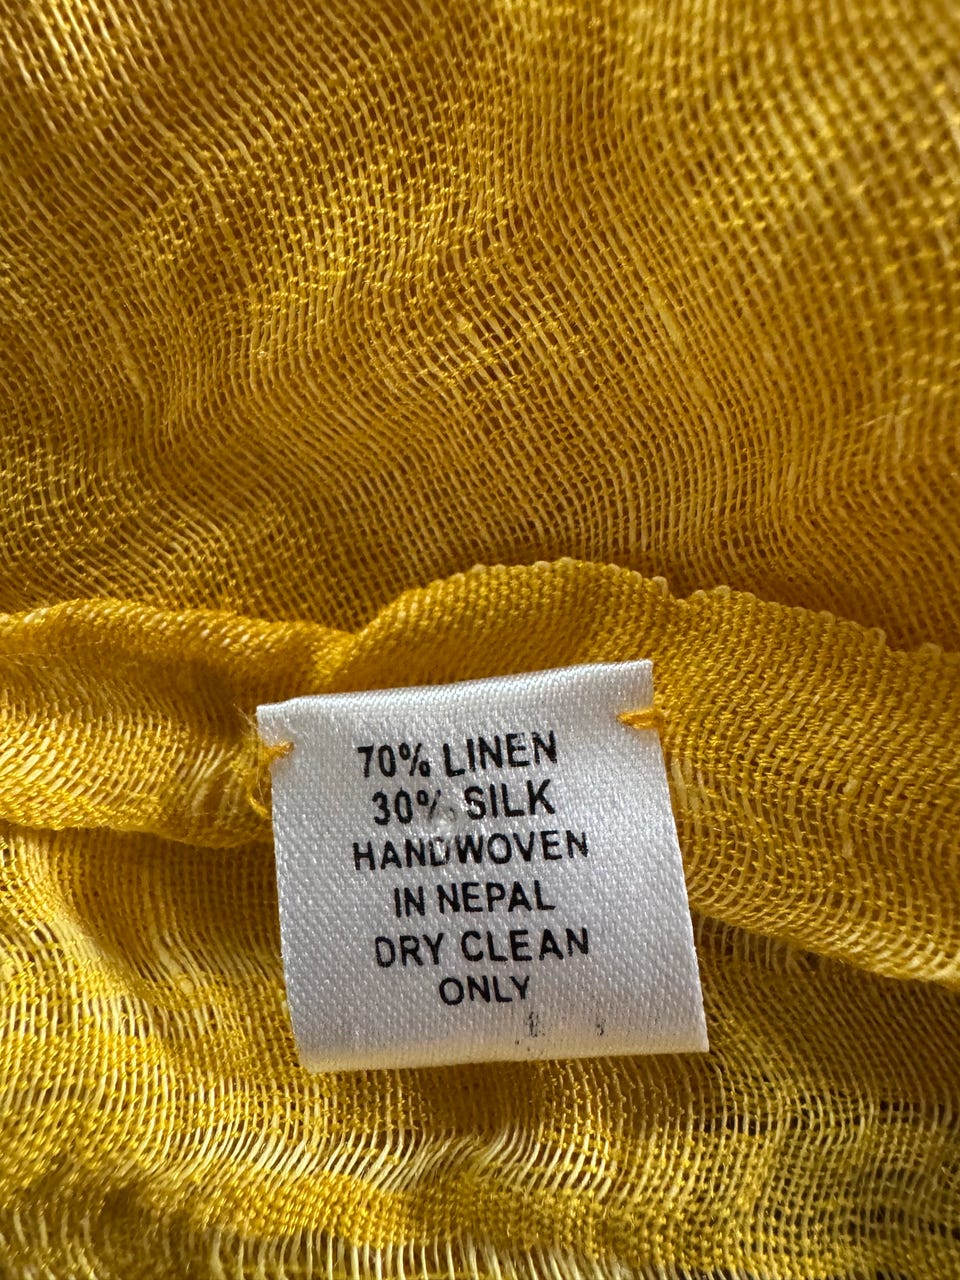 70% LINEN
30% SILK
HANDWOVEN
IN NEPAL
DRY CLEAN
ONLY